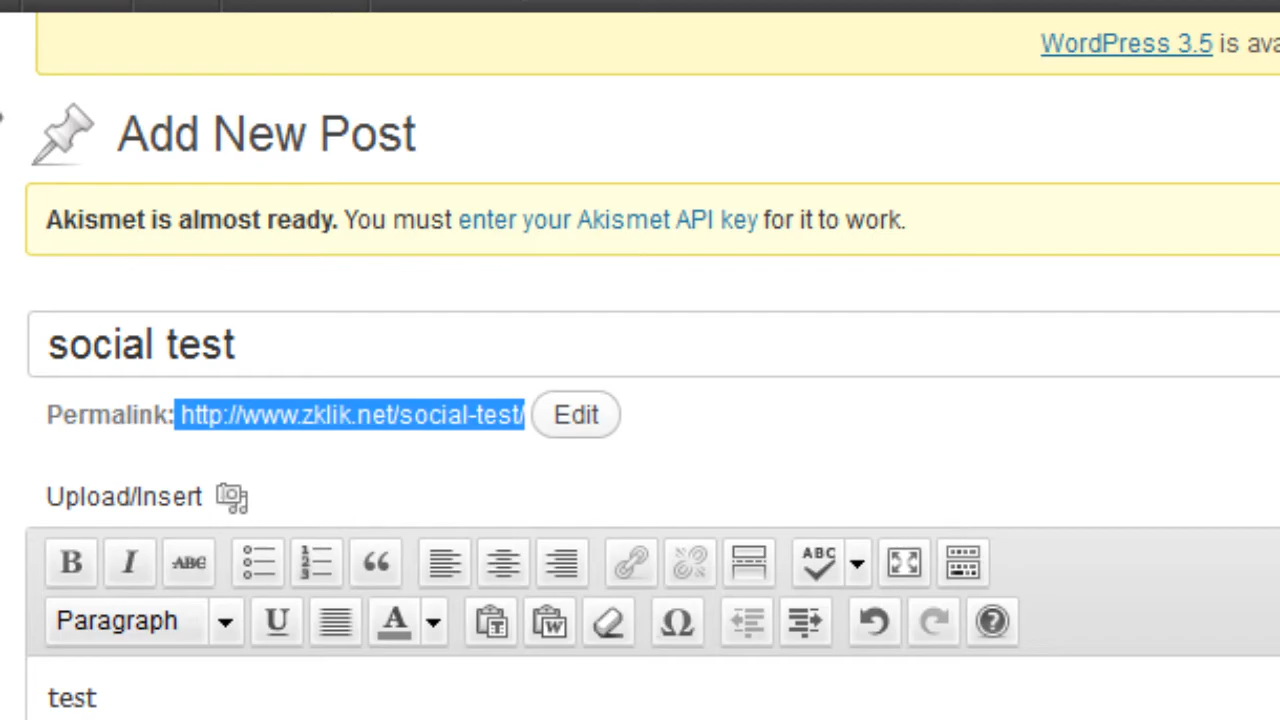 WordPress 3.5 is
Add New Post
Akismet is almost ready. You must enter your Akismet API key for it to work.
social test
Permalink: http://www.zklik.net/social-test/ Edit
Upload/Insert
B I ABC ABC
Paragraph U A T W Ω ?
test